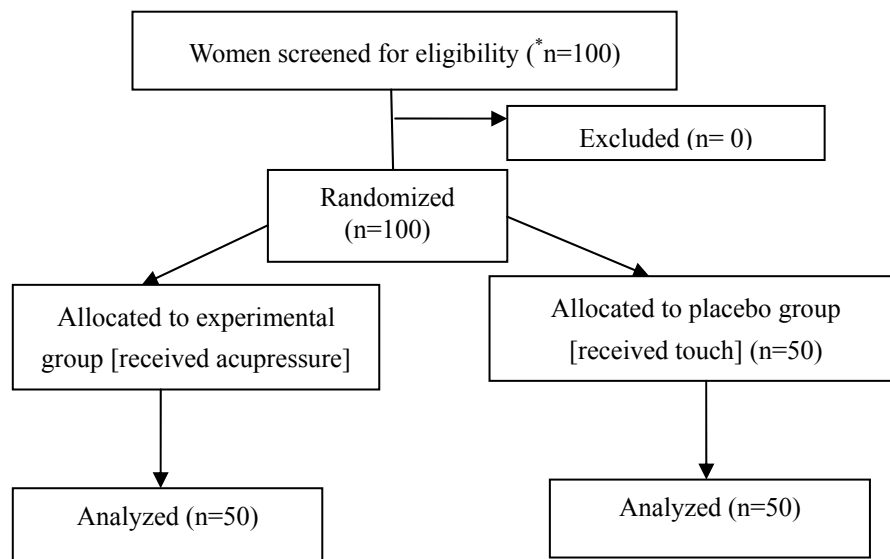 Women screened for eligibility (*n=100)
Excluded (n= 0)
Randomized
(n=100)
Allocated to experimental
group [received acupressure]
Allocated to placebo group
[received touch] (n=50)
Analyzed (n=50)
Analyzed (n=50)